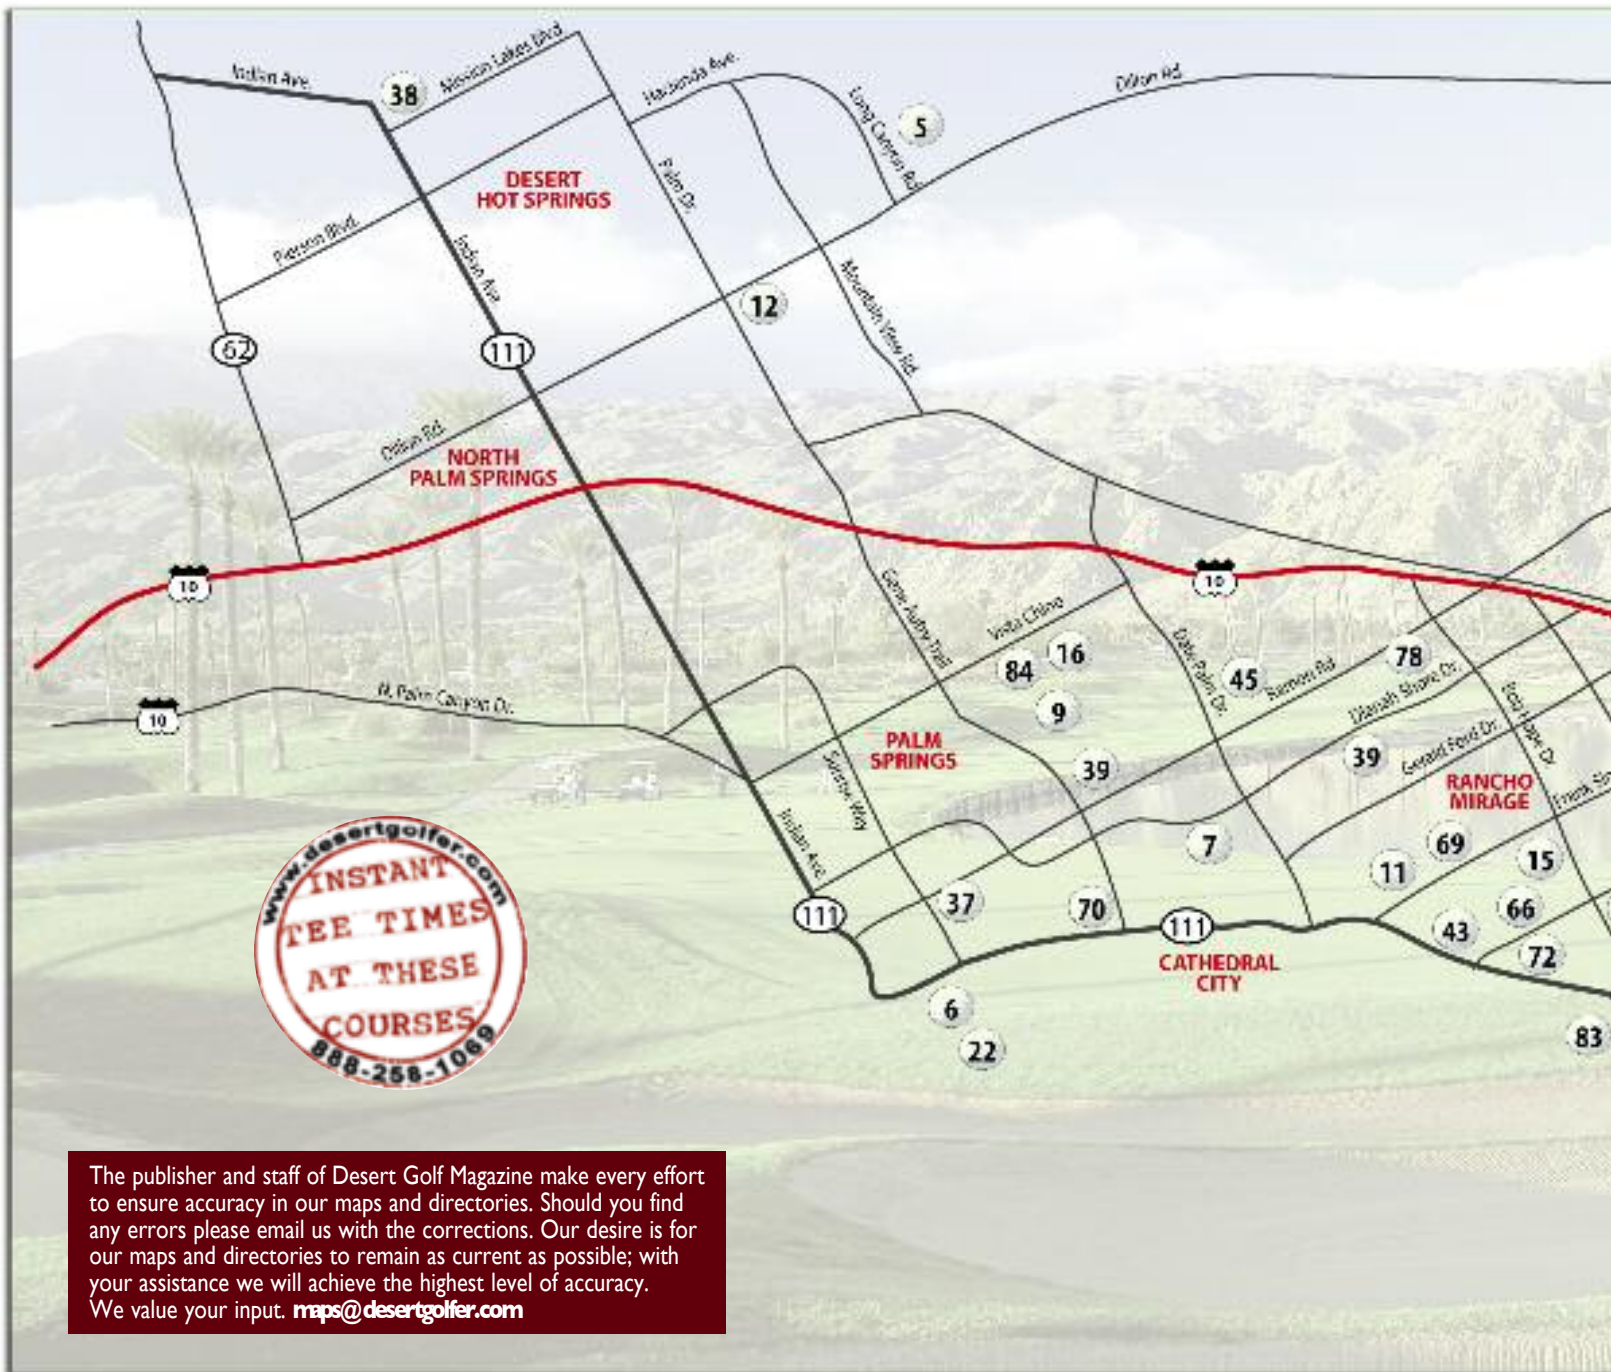 Indian Ave.
38
Mission Lakes Blvd
Hacienda Ave.
Long Canyon Rd
5
Dillon Rd.
DESERT
HOT SPRINGS
Palm Dr.
Pierson Blvd.
Indian Ave
12
Mountain View Rd
62
111
Dillon Rd.
NORTH
PALM SPRINGS
10
10
Gene Autry Trail
Vista Chino
84
16
9
Date Palm Dr.
45
Ramon Rd
78
Dianah Shore Dr.
Bob Hope Dr
10
N. Palm Canyon Dr.
PALM
SPRINGS
Sunrise Way
39
39
Gerald Ford Dr.
RANCHO
MIRAGE
Frank
Indian Ave
7
69
11
15
37
70
111
111
66
43
72
CATHEDRAL
CITY
6
22
83
www.desertgolfer.com
INSTANT
TEE TIMES
AT THESE
COURSES
888-258-1069
The publisher and staff of Desert Golf Magazine make every effort
to ensure accuracy in our maps and directories. Should you find
any errors please email us with the corrections. Our desire is for
our maps and directories to remain as current as possible; with
your assistance we will achieve the highest level of accuracy.
We value your input. maps@desertgolfer.com